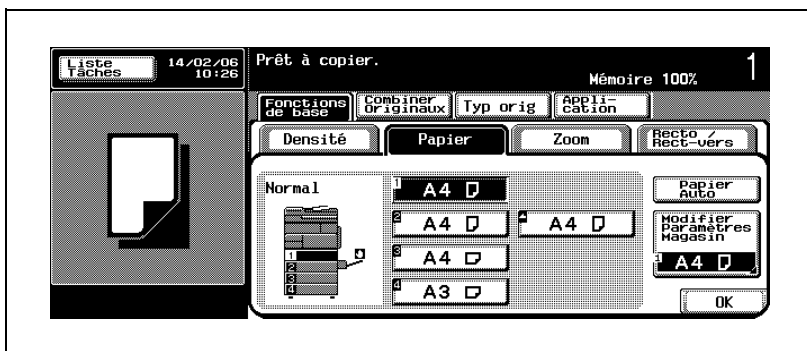 Liste
Tâches
14/02/06
10:26
Prêt à copier.
Mémoire 100%
1
Fonctions
de base
Combiner
Originaux
Typ orig
Appli-
cation
Densité
Papier
Zoom
Recto /
Rect-vers
Normal
1
2
3
4
1 A4
2 A4
A4
3 A4
4 A3
Papier
Auto
Modifier
Paramètres
Magasin
1 A4
OK